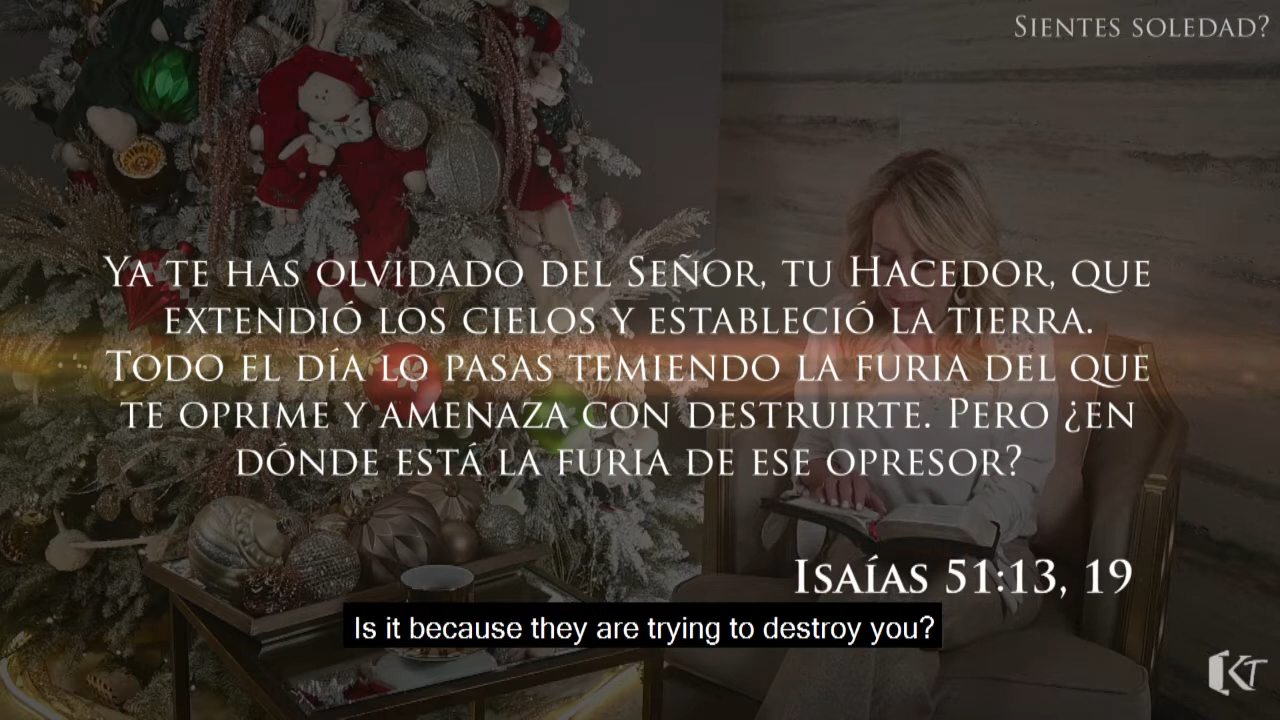 Sientes soledad?
Ya te has olvidado del Señor, tu Hacedor, que
extendió los cielos y estableció la tierra.
Todo el día lo pasas temiendo la furia del que
te oprime y amenaza con destruirte. Pero ¿en
dónde está la furia de ese opresor?
Isaías 51:13, 19
Is it because they are trying to destroy you?
KT